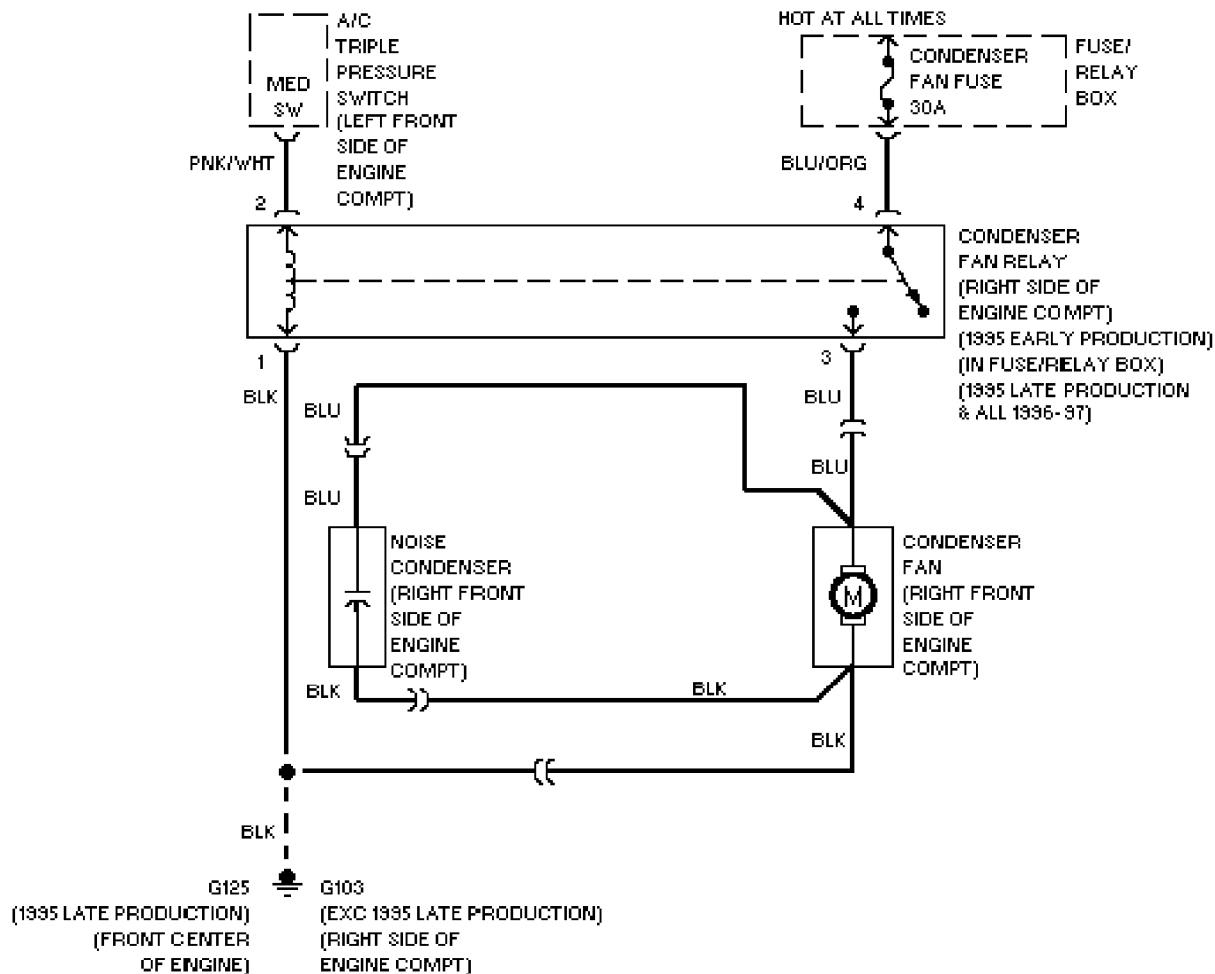 A/C
TRIPLE
PRESSURE
SWITCH
(LEFT FRONT
SIDE OF
ENGINE
COMPT)
MED
SW
HOT AT ALL TIMES
CONDENSER
FAN FUSE
30A
FUSE/
RELAY
BOX
PNK/WHT
BLU/ORG
2
4
CONDENSER
FAN RELAY
(RIGHT SIDE OF
ENGINE COMPT)
(1995 EARLY PRODUCTION)
(IN FUSE/RELAY BOX)
(1995 LATE PRODUCTION
& ALL 1996-97)
1
3
BLK
BLU
BLU
BLU
BLU
NOISE
CONDENSER
(RIGHT FRONT
SIDE OF
ENGINE
COMPT)
CONDENSER
FAN
(RIGHT FRONT
SIDE OF
ENGINE
COMPT)
M
BLK
BLK
BLK
BLK
G125
(1995 LATE PRODUCTION)
(FRONT CENTER
OF ENGINE)
G103
(EXC 1995 LATE PRODUCTION)
(RIGHT SIDE OF
ENGINE COMPT)